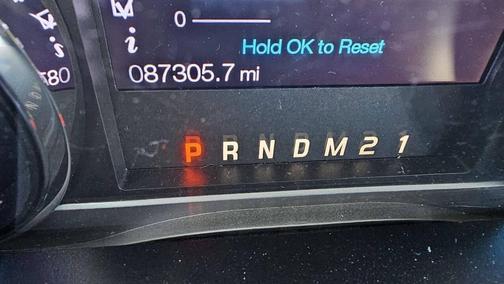 0
i
Hold OK to Reset
087305.7 mi
P R N D M 2 1